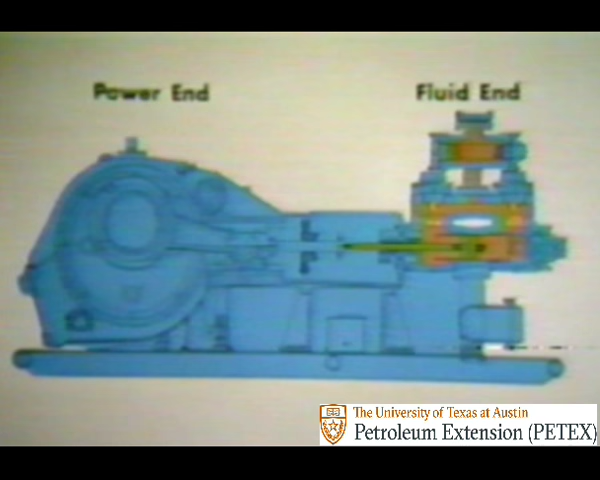 Power End
Fluid End
The University of Texas at Austin
Petroleum Extension (PETEX)